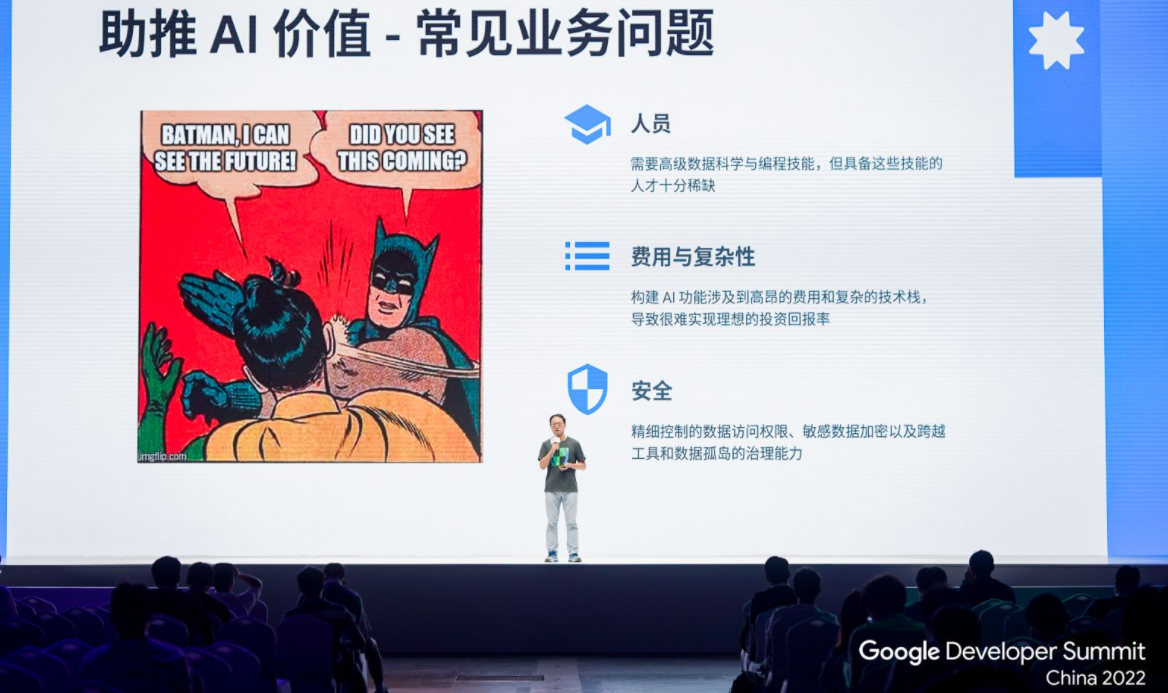 助推 AI 价值 - 常见业务问题
BATMAN, I CAN
SEE THE FUTURE!
DID YOU SEE
THIS COMING?
imgflip.com
人员
需要高级数据科学与编程技能，但具备这些技能的
人才十分稀缺
费用与复杂性
构建 AI 功能涉及到高昂的费用和复杂的技术栈，
导致很难实现理想的投资回报率
安全
精细控制的数据访问权限、敏感数据加密以及跨越
工具和数据孤岛的治理能力
Google Developer Summit
China 2022